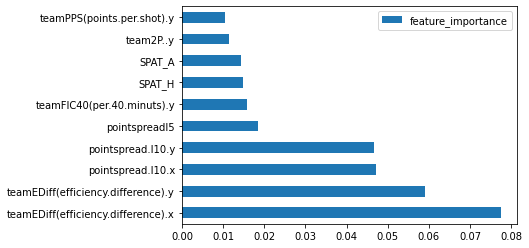 teamPPS(points.per.shot).y
feature_importance
team2P..y
SPAT_A
SPAT_H
teamFIC40(per.40.minuts).y
pointspreadl5
pointspread.l10.y
pointspread.l10.x
teamEDiff(efficiency.difference).y
teamEDiff(efficiency.difference).x
0.00 0.01 0.02 0.03 0.04 0.05 0.06 0.07 0.08